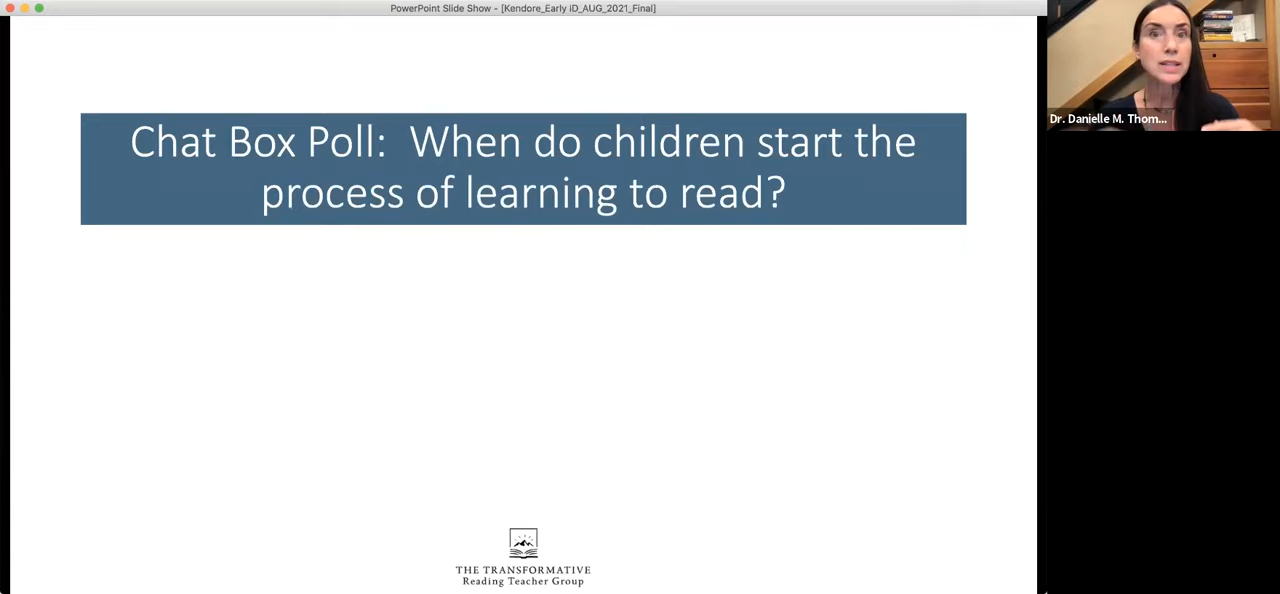 PowerPoint Slide Show - [Kendore_Early iD_AUG_2021_Final]
Chat Box Poll: When do children start the
process of learning to read?
Dr. Danielle M. Thom...
THE TRANSFORMATIVE
Reading Teacher Group